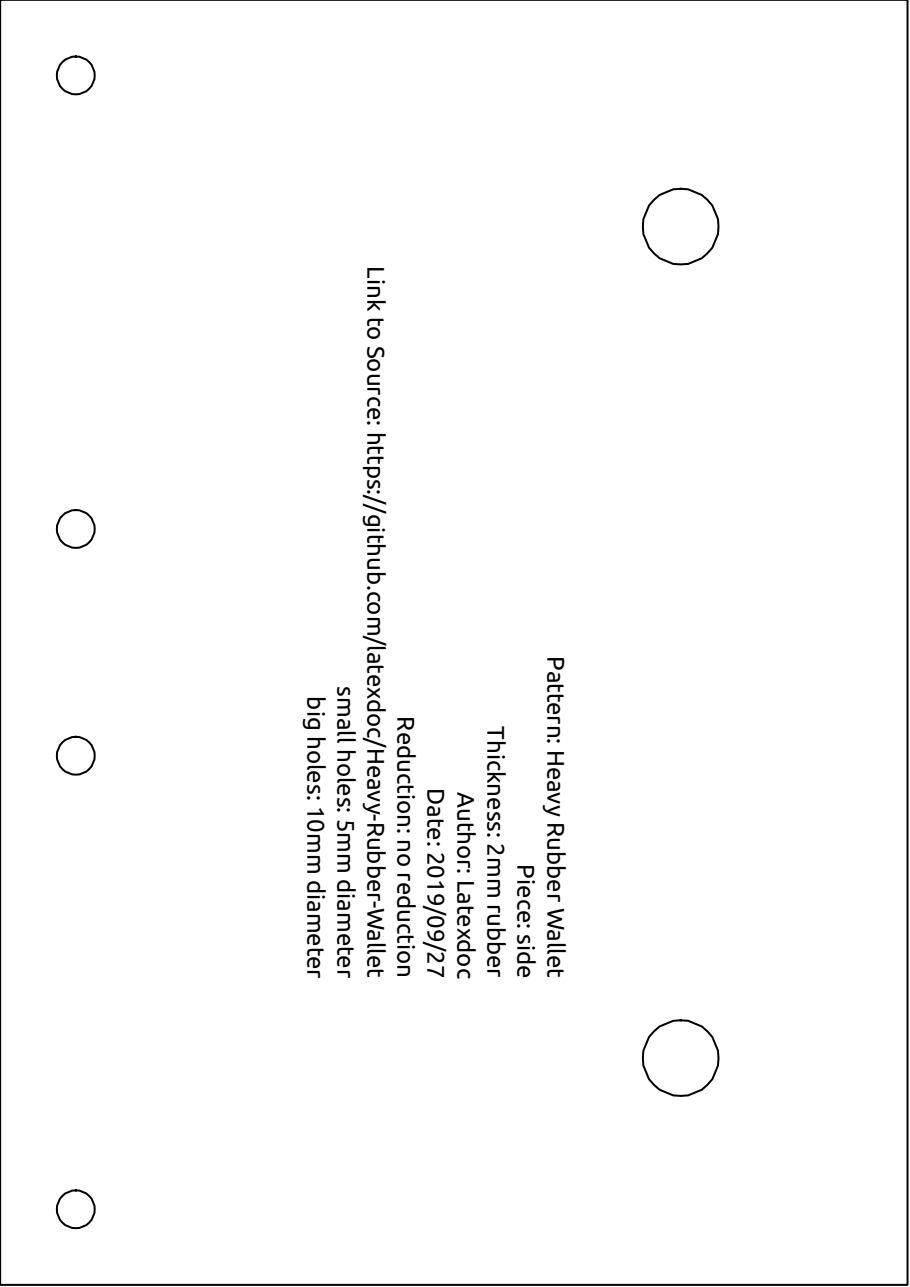 Pattern: Heavy Rubber Wallet
Piece: side
Thickness: 2mm rubber
Author: Latexdoc
Date: 2019/09/27
Reduction: no reduction
Link to Source: https://github.com/latexdoc/Heavy-Rubber-Wallet
small holes: 5mm diameter
big holes: 10mm diameter